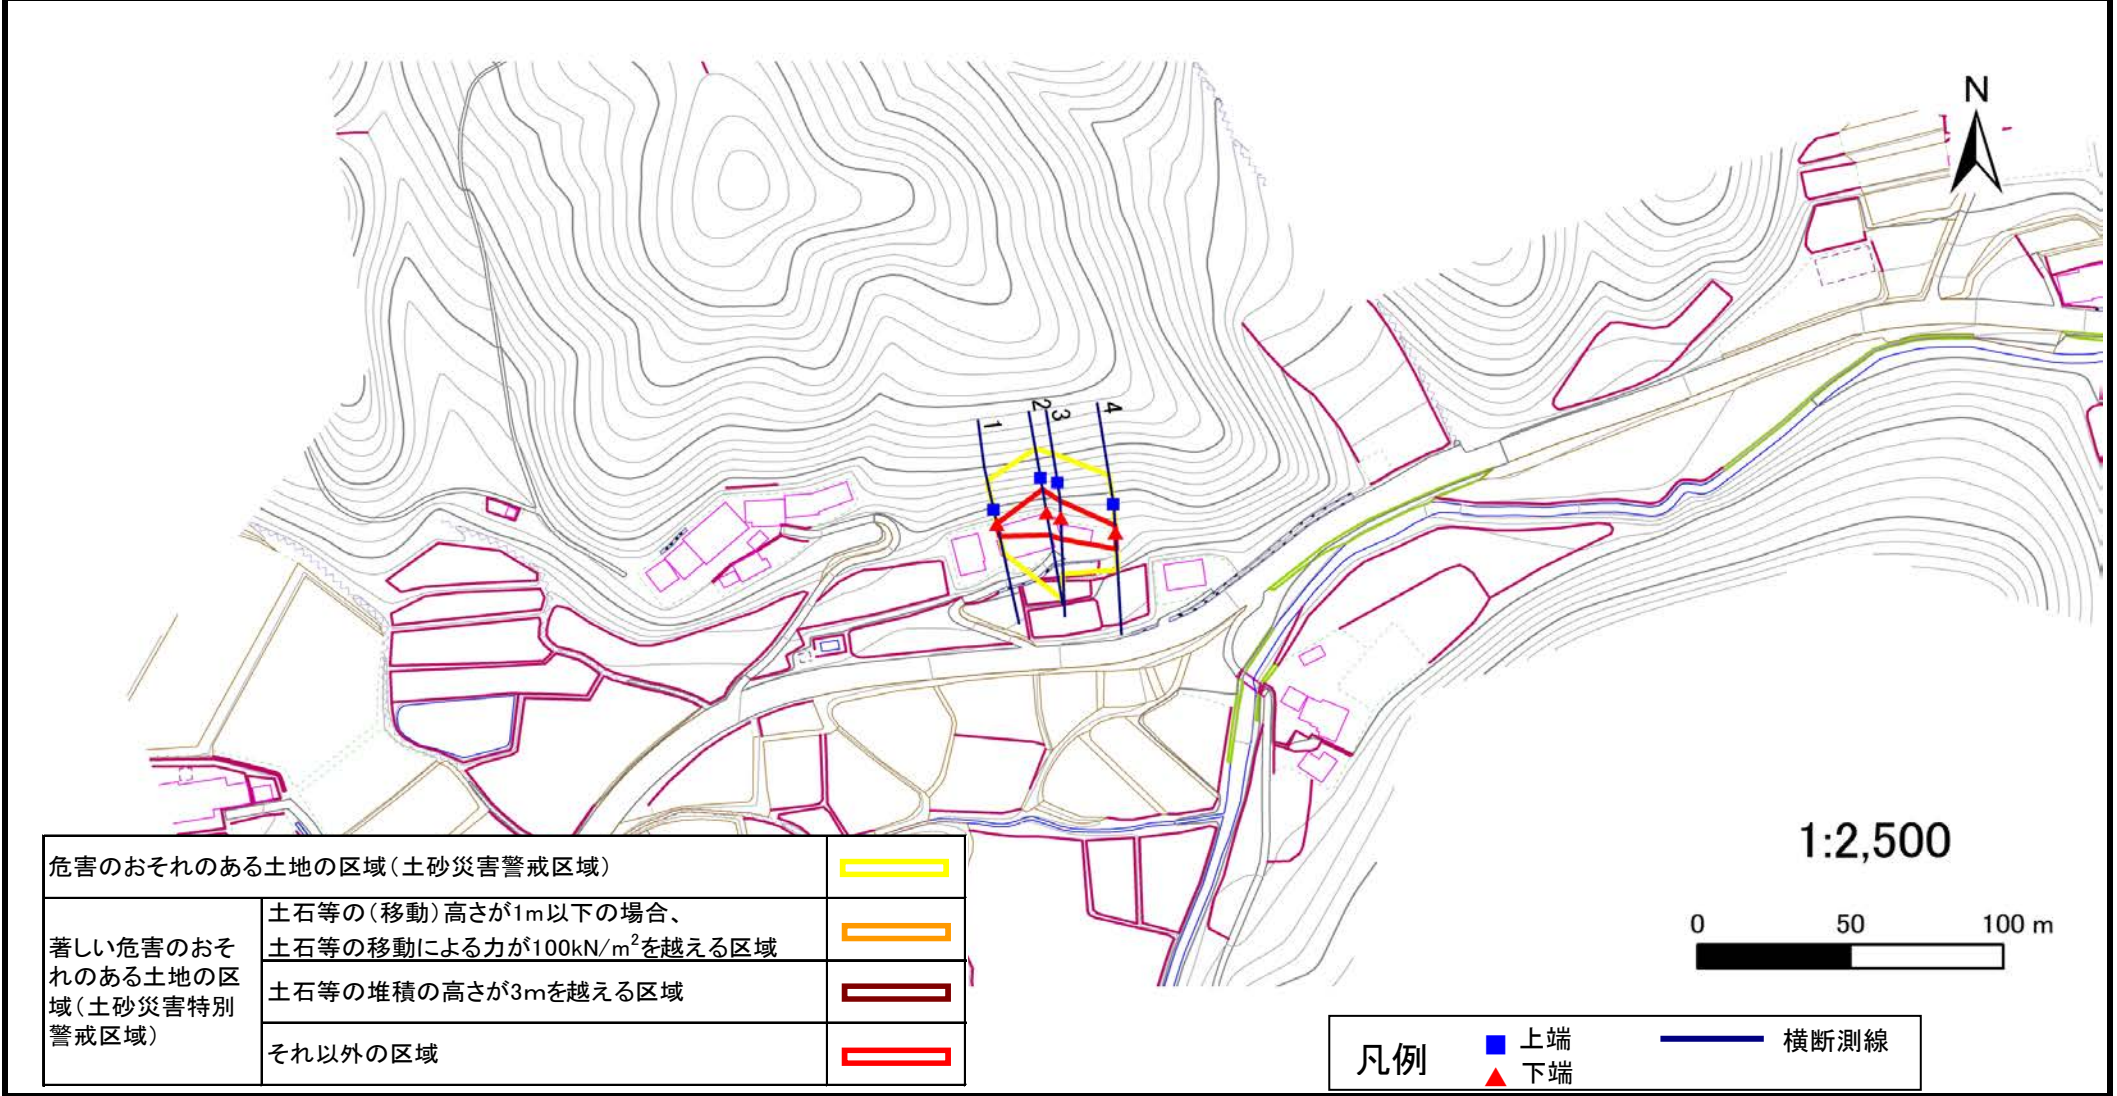 N
1
2
3
4
1:2,500
0 50 100 m
危害のおそれのある土地の区域(土砂災害警戒区域)
著しい危害のおそ
れのある土地の区
域(土砂災害特別
警戒区域)
土石等の(移動)高さが1m以下の場合、
土石等の移動による力が100kN/m²を越える区域
土石等の堆積の高さが3mを越える区域
それ以外の区域
凡例
上端
下端
横断測線